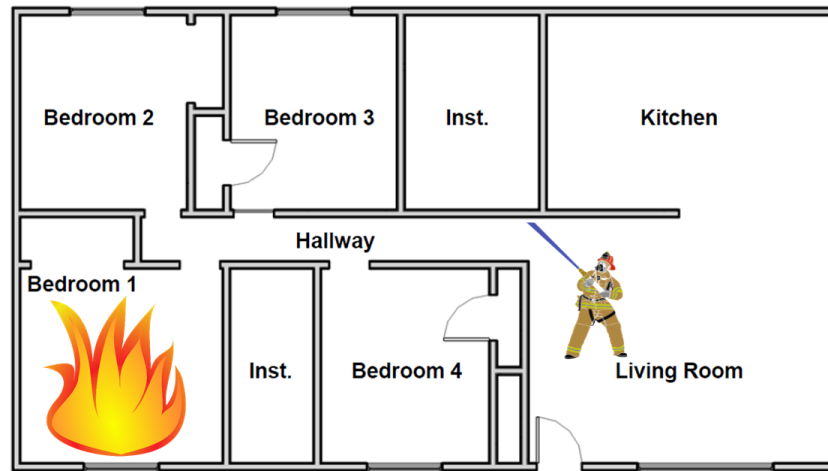 Bedroom 2
Bedroom 3
Inst.
Kitchen
Hallway
Bedroom 1
Inst.
Bedroom 4
Living Room